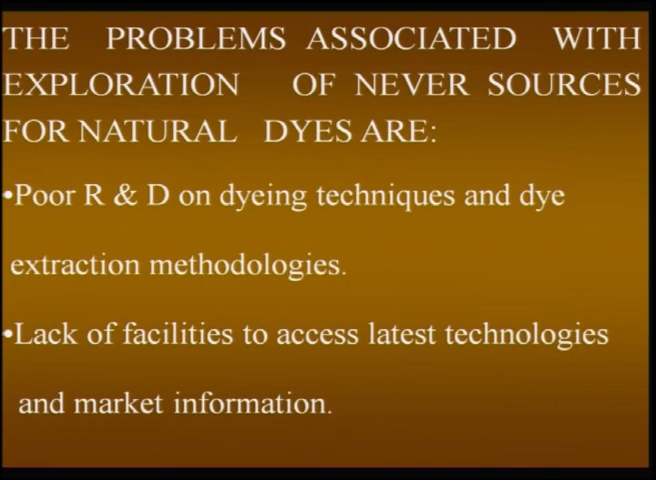 THE PROBLEMS ASSOCIATED WITH
EXPLORATION OF NEVER SOURCES
FOR NATURAL DYES ARE:
•Poor R & D on dyeing techniques and dye
extraction methodologies.
•Lack of facilities to access latest technologies
and market information.